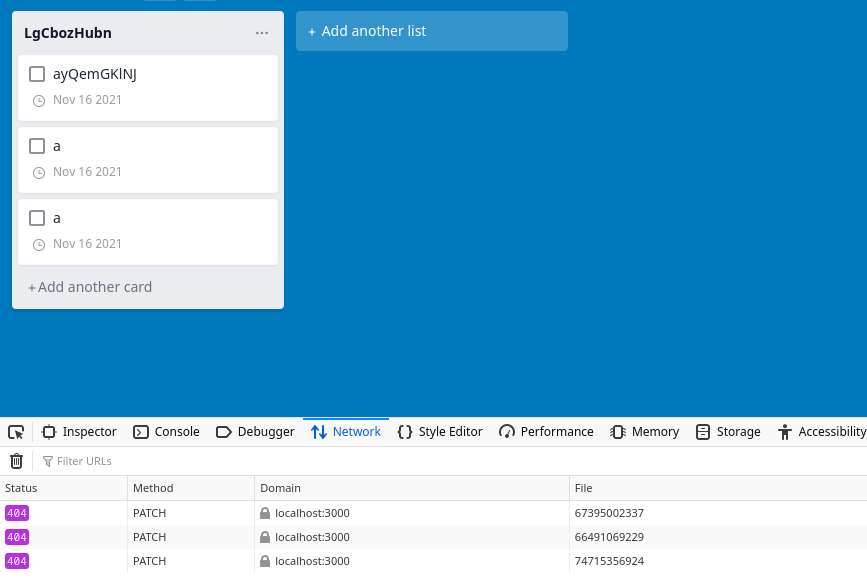 LgCbozHubn ...
+ Add another list
ayQemGKlNJ
Nov 16 2021
a
Nov 16 2021
a
Nov 16 2021
+ Add another card
Inspector Console Debugger Network Style Editor Performance Memory Storage Accessibility
Filter URLs
Status Method Domain File
404 PATCH localhost:3000 67395002337
404 PATCH localhost:3000 66491069229
404 PATCH localhost:3000 74715356924